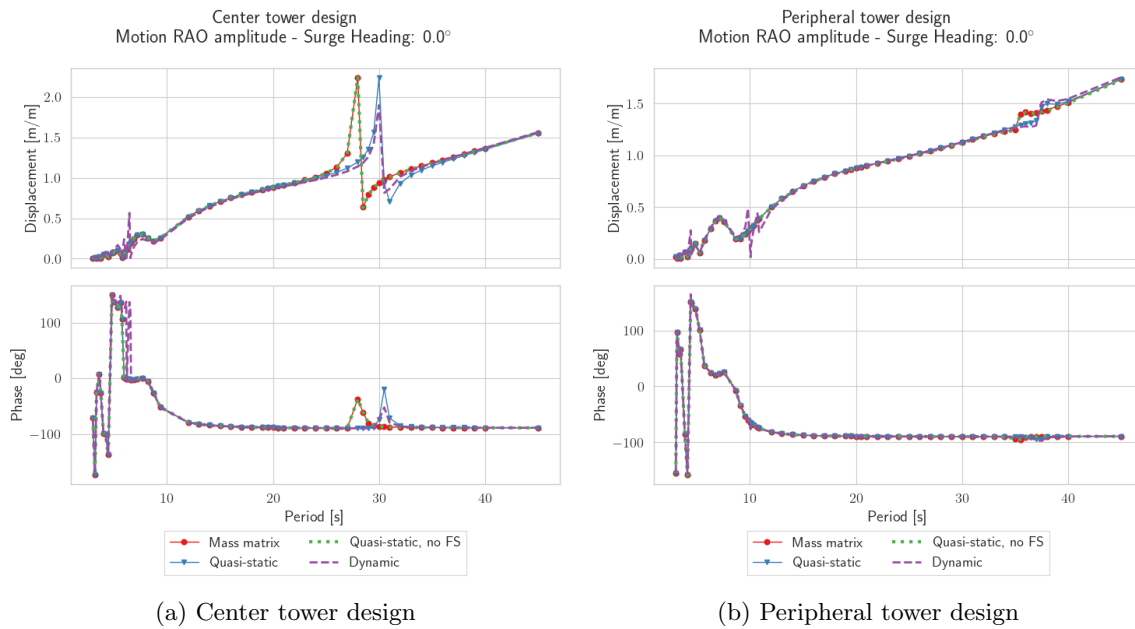 Center tower design
Motion RAO amplitude - Surge Heading: 0.0°
Displacement [m/m]
2.0
1.5
1.0
0.5
0.0
Phase [deg]
100
0
−100
10
20
30
40
Period [s]
Mass matrix
Quasi-static
Quasi-static, no FS
Dynamic
(a) Center tower design
Peripheral tower design
Motion RAO amplitude - Surge Heading: 0.0°
Displacement [m/m]
1.5
1.0
0.5
0.0
Phase [deg]
100
0
−100
10
20
30
40
Period [s]
Mass matrix
Quasi-static
Quasi-static, no FS
Dynamic
(b) Peripheral tower design